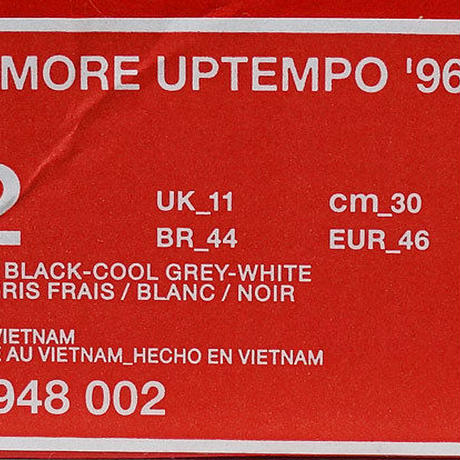 MORE UPTEMPO '96
2
UK_11 cm_30
BR_44 EUR_46
BLACK-COOL GREY-WHITE
RIS FRAIS / BLANC / NOIR
VIETNAM
AU VIETNAM_HECHO EN VIETNAM
948 002